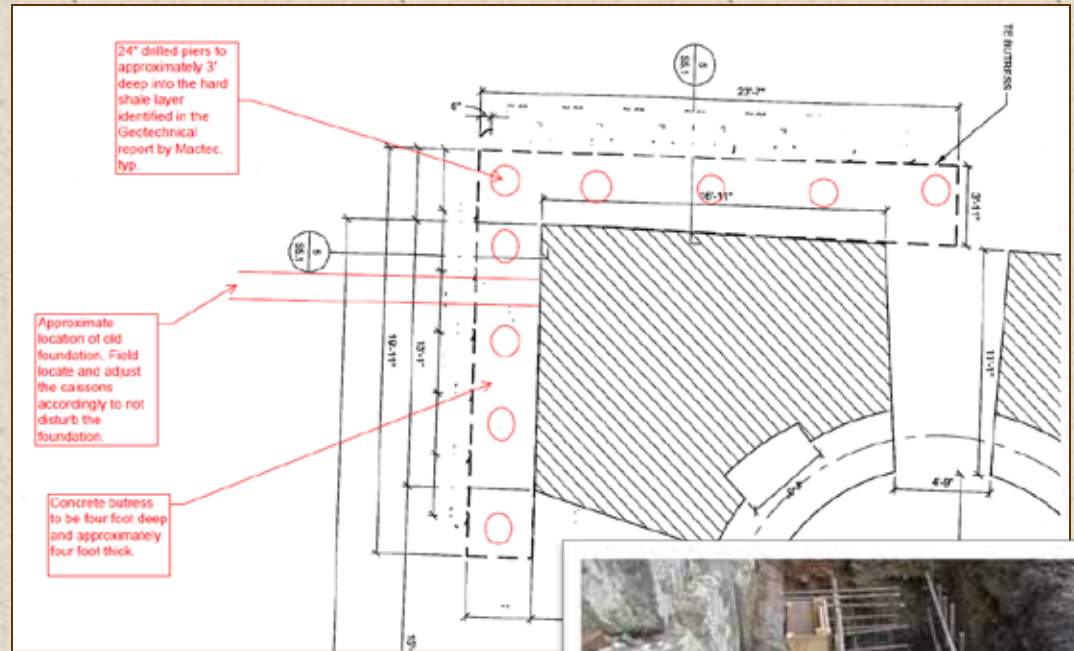 24" drilled piers to
approximately 3'
deep into the hard
shale layer
identified in the
Geotechnical
report by Mactec.
typ.
TE BUTRESS
5
S5.1
23'-7"
6"
16'-11"
3'-11"
5
S5.1
Approximate
location of old
foundation. Field
locate and adjust
the caissons
accordingly to not
disturb the
foundation.
19'-11"
13'-1"
11'-1"
4'-9"
Concrete butress
to be four foot deep
and approximately
four foot thick.